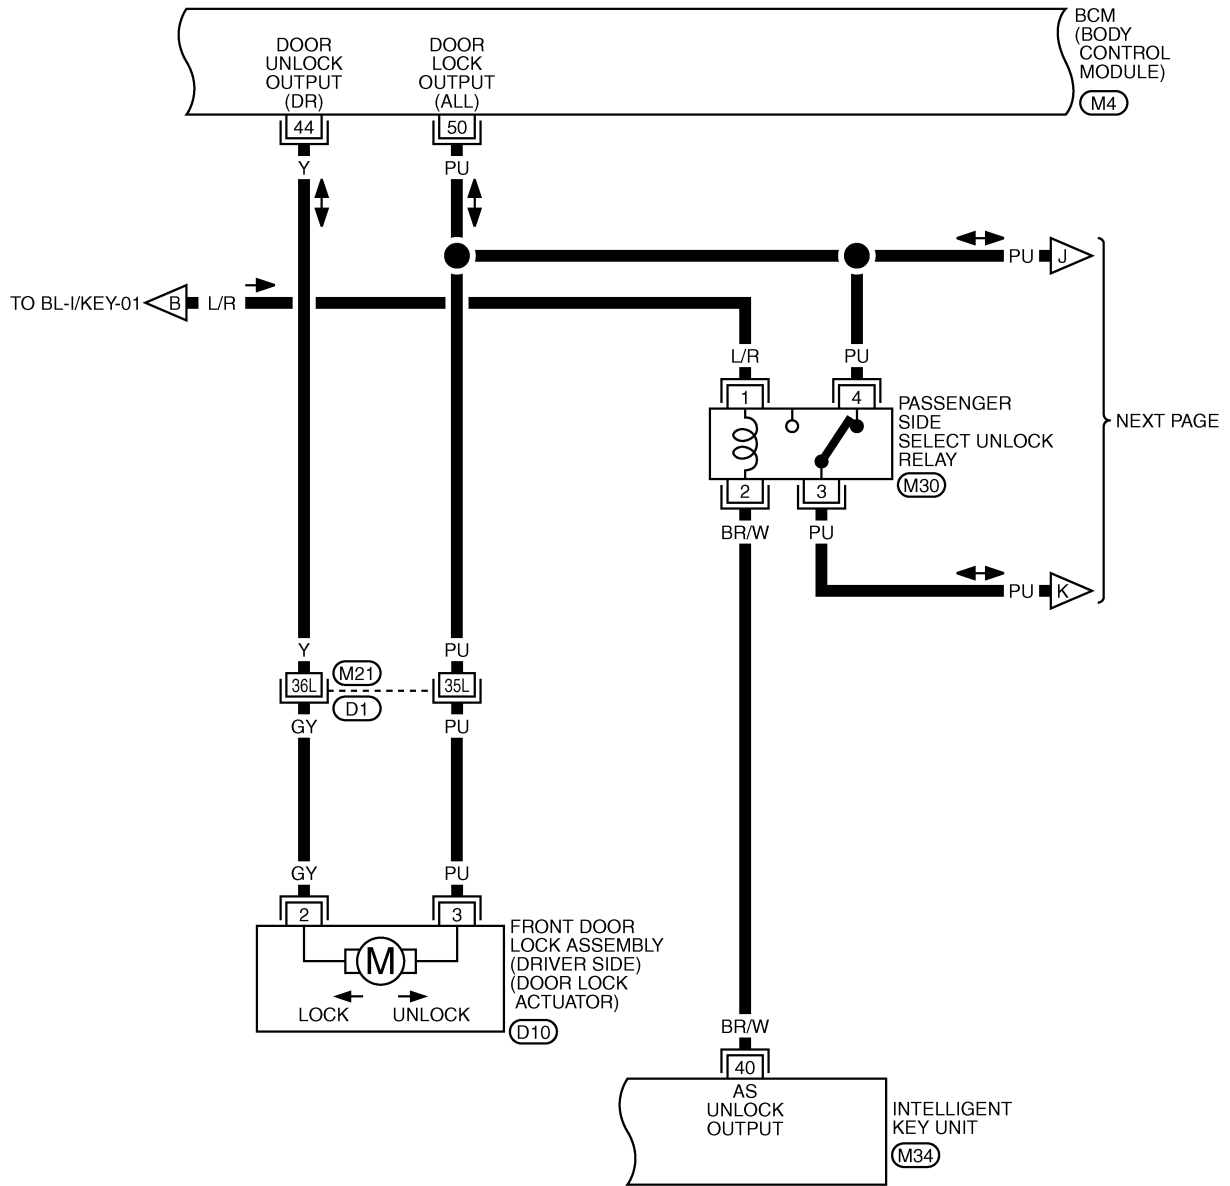 BCM
(BODY
CONTROL
MODULE)
M4
DOOR
UNLOCK
OUTPUT
(DR)
DOOR
LOCK
OUTPUT
(ALL)
44
50
Y
PU
PU
J
TO BL-I/KEY-01
B
L/R
L/R
PU
1
4
PASSENGER
SIDE
SELECT UNLOCK
RELAY
M30
NEXT PAGE
2
3
BR/W
PU
PU
K
Y
PU
36L
M21
35L
D1
GY
PU
GY
PU
2
3
FRONT DOOR
LOCK ASSEMBLY
(DRIVER SIDE)
(DOOR LOCK
ACTUATOR)
D10
M
LOCK
UNLOCK
BR/W
40
AS
UNLOCK
OUTPUT
INTELLIGENT
KEY UNIT
M34